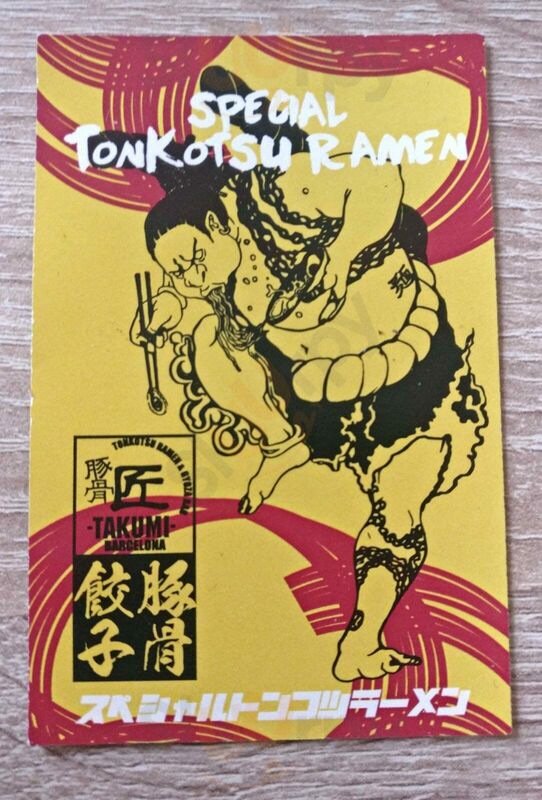 SPECIAL
TONKOTSU RAMEN
麺
TONKOTSU RAMEN & GYOZA BAR
豚骨
匠
-TAKUMI-
BARCELONA
豚骨
餃子
スペシャルトンコツラーメン